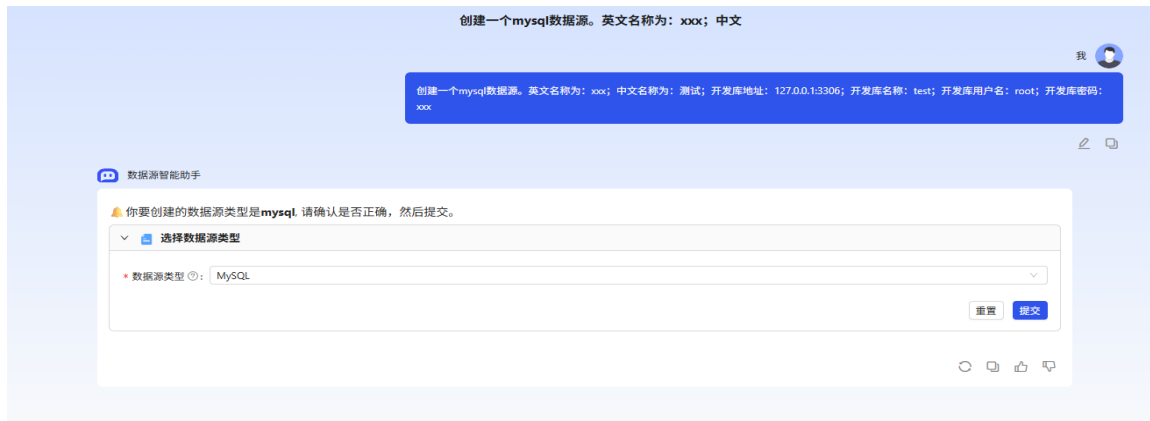 创建一个mysql数据源。英文名称为：xxx；中文
我
创建一个mysql数据源。英文名称为：xxx；中文名称为：测试；开发库地址：127.0.0.1:3306；开发库名称：test；开发库用户名：root；开发库密码：
xxx
数据源智能助手
你要创建的数据源类型是mysql, 请确认是否正确，然后提交。
选择数据源类型
* 数据源类型 ? : MySQL
重置 提交